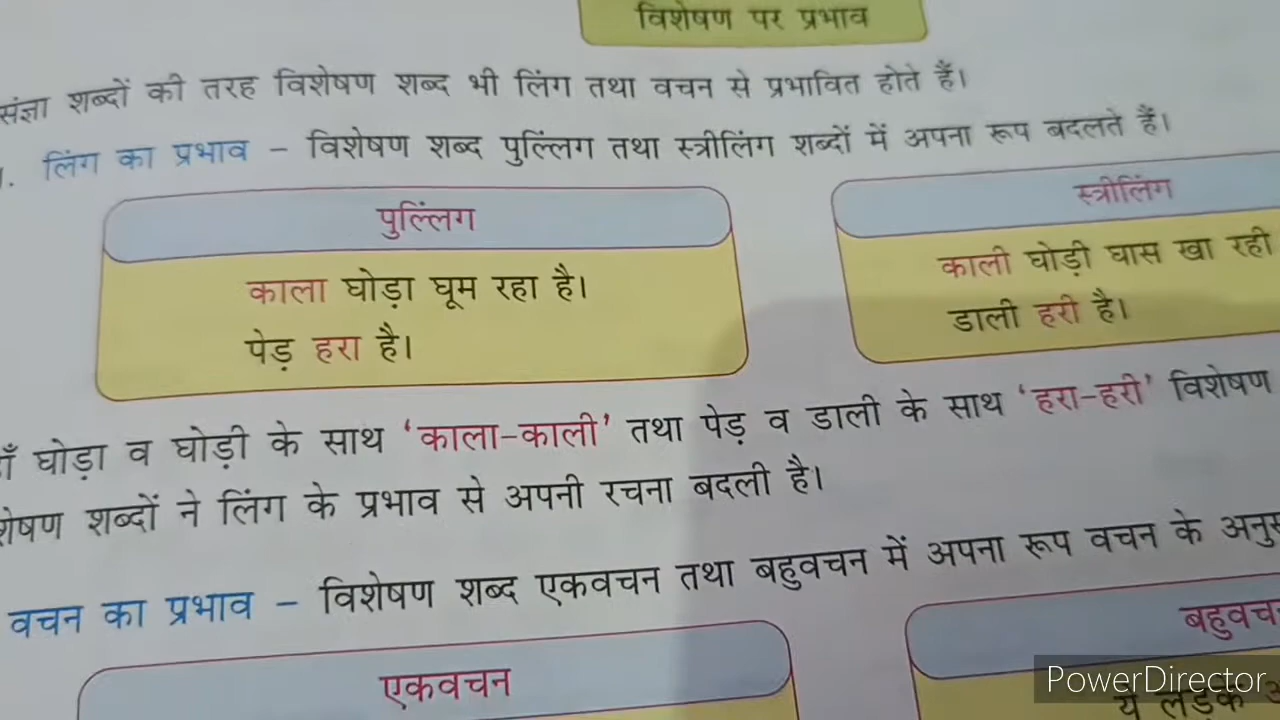 विशेषण पर प्रभाव
संज्ञा शब्दों की तरह विशेषण शब्द भी लिंग तथा वचन से प्रभावित होते हैं।
लिंग का प्रभाव – विशेषण शब्द पुल्लिंग तथा स्त्रीलिंग शब्दों में अपना रूप बदलते हैं।
पुल्लिंग
काला घोड़ा घूम रहा है।
पेड़ हरा है।
स्त्रीलिंग
काली घोड़ी घास खा रही
डाली हरी है।
घोड़ा व घोड़ी के साथ ‘काला-काली’ तथा पेड़ व डाली के साथ ‘हरा-हरी’ विशेषण
शब्दों ने लिंग के प्रभाव से अपनी रचना बदली है।
वचन का प्रभाव – विशेषण शब्द एकवचन तथा बहुवचन में अपना रूप वचन के
एकवचन
ये लड़के
PowerDirector